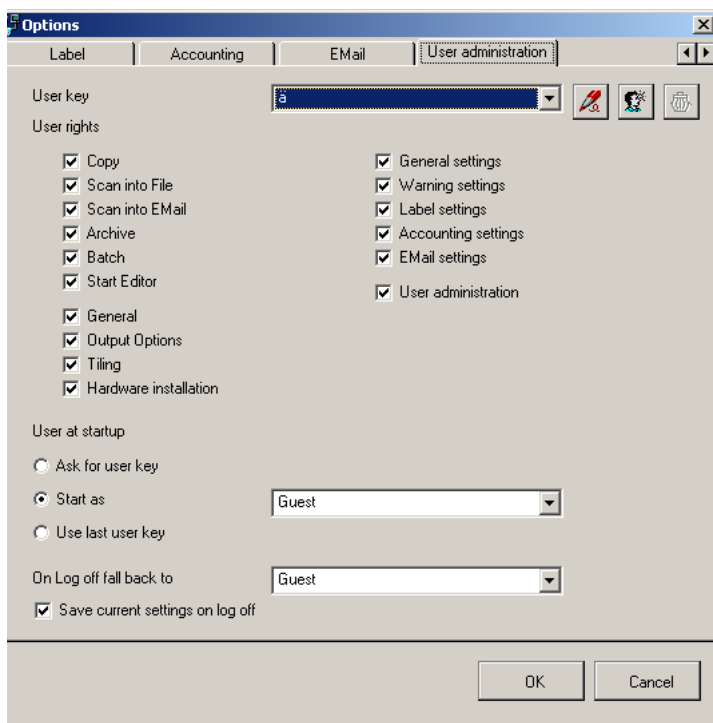 Options
Label Accounting EMail User administration
User key ä
User rights
Copy General settings
Scan into File Warning settings
Scan into EMail Label settings
Archive Accounting settings
Batch EMail settings
Start Editor
User administration
General
Output Options
Tiling
Hardware installation
User at startup
Ask for user key
Start as Guest
Use last user key
On Log off fall back to Guest
Save current settings on log off
OK Cancel